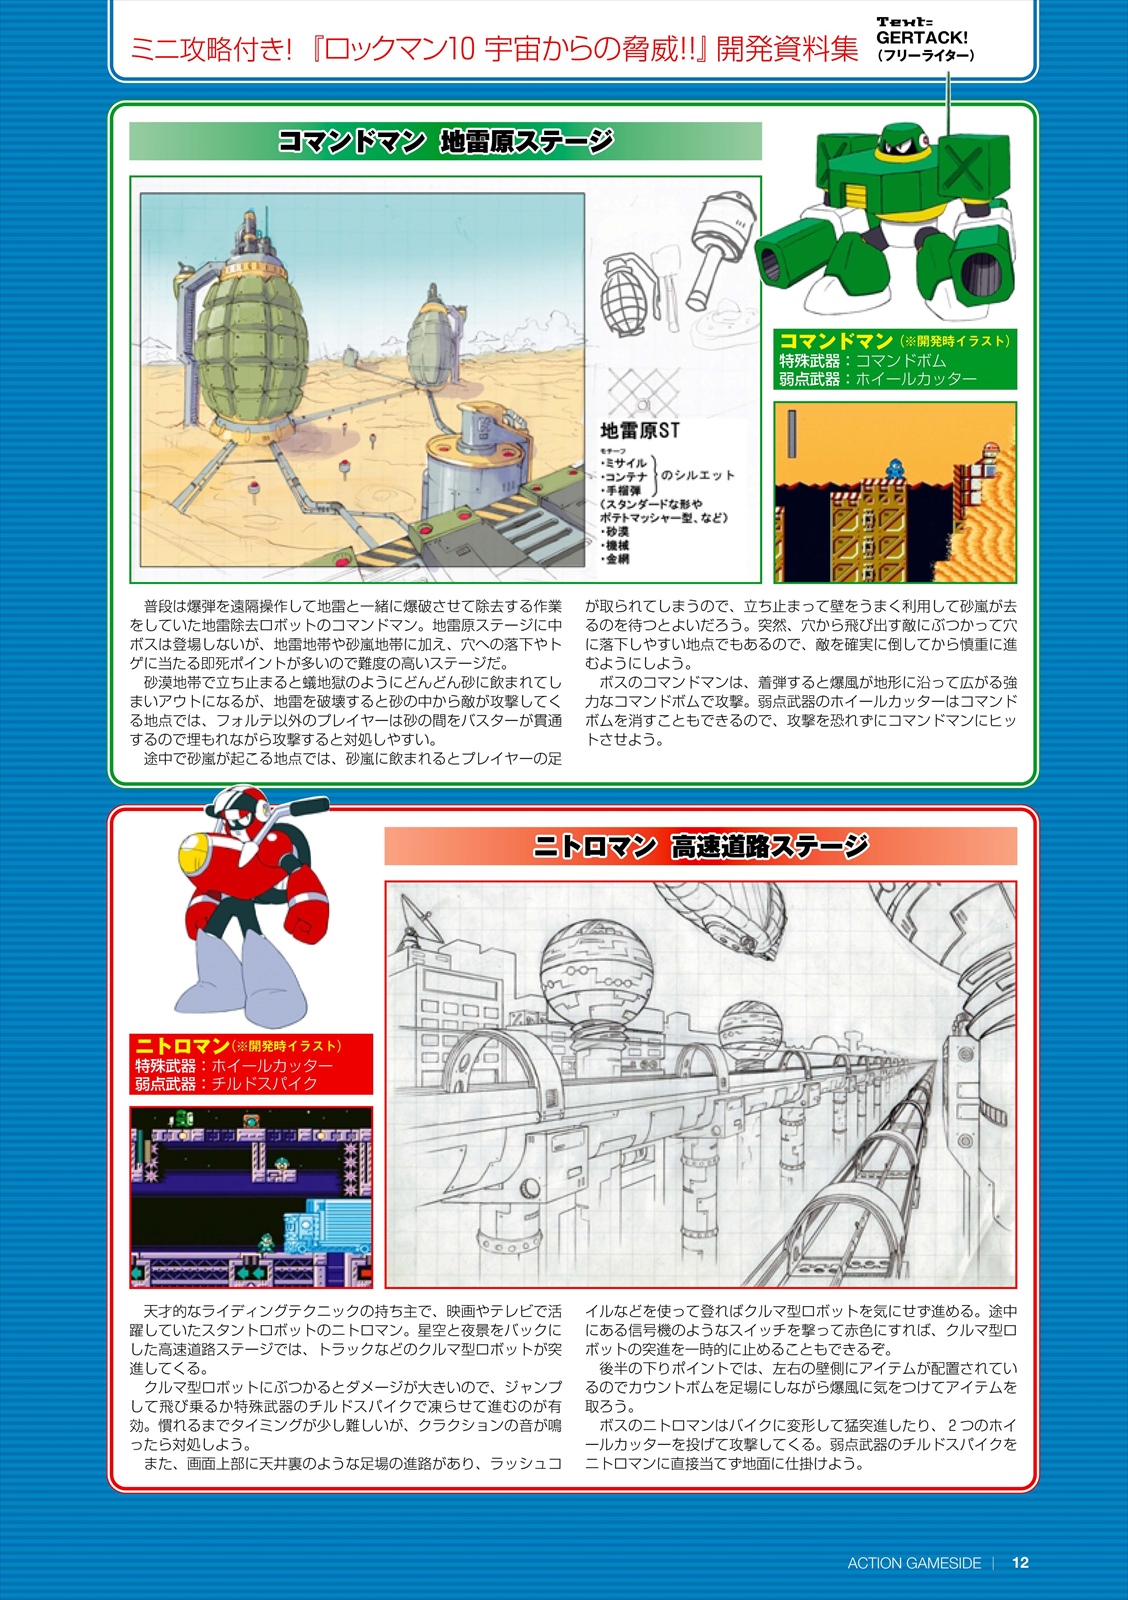 ミニ攻略付き! 『ロックマン10 宇宙からの脅威!!』開発資料集
Text=
GERTACK!
(フリーライター)
コマンドマン 地雷原ステージ
地雷原ST
モチーフ
・ミサイル
・コンテナ のシルエット
・手榴弾
(スタンダードな形や
ポテトマッシャー型、など)
・砂漠
・機械
・金網
コマンドマン(※開発時イラスト)
特殊武器:コマンドボム
弱点武器:ホイールカッター
普段は爆弾を遠隔操作して地雷と一緒に爆破させて除去する作業
をしていた地雷除去ロボットのコマンドマン。地雷原ステージに中
ボスは登場しないが、地雷地帯や砂嵐地帯に加え、穴への落下やト
ゲに当たる即死ポイントが多いので難度の高いステージだ。
砂漠地帯で立ち止まると蟻地獄のようにどんどん砂に飲まれてし
まいアウトになるが、地雷を破壊すると砂の中から敵が攻撃してく
る地点では、フォルテ以外のプレイヤーは砂の間をバスターが貫通
するので埋もれながら攻撃すると対処しやすい。
途中で砂嵐が起こる地点では、砂嵐に飲まれるとプレイヤーの足
が取られてしまうので、立ち止まって壁をうまく利用して砂嵐が去
るのを待つとよいだろう。突然、穴から飛び出す敵にぶつかって穴
に落下しやすい地点でもあるので、敵を確実に倒してから慎重に進
むようにしよう。
ボスのコマンドマンは、着弾すると爆風が地形に沿って広がる強
力なコマンドボムで攻撃。弱点武器のホイールカッターはコマンド
ボムを消すこともできるので、攻撃を恐れずにコマンドマンにヒッ
トさせよう。
ニトロマン 高速道路ステージ
ニトロマン(※開発時イラスト)
特殊武器:ホイールカッター
弱点武器:チルドスパイク
天才的なライディングテクニックの持ち主で、映画やテレビで活
躍していたスタントロボットのニトロマン。星空と夜景をバックに
した高速道路ステージでは、トラックなどのクルマ型ロボットが突
進してくる。
クルマ型ロボットにぶつかるとダメージが大きいので、ジャンプ
して飛び乗るか特殊武器のチルドスパイクで凍らせて進むのが有
効。慣れるまでタイミングが少し難しいが、クラクションの音が鳴
ったら対処しよう。
また、画面上部に天井裏のような足場の進路があり、ラッシュコ
イルなどを使って登ればクルマ型ロボットを気にせず進める。途中
にある信号機のようなスイッチを撃って赤色にすれば、クルマ型ロ
ボットの突進を一時的に止めることもできるぞ。
後半の下りポイントでは、左右の壁側にアイテムが配置されてい
るのでカウントボムを足場にしながら爆風に気をつけてアイテムを
取ろう。
ボスのニトロマンはバイクに変形して猛突進したり、2つのホイ
ールカッターを投げて攻撃してくる。弱点武器のチルドスパイクを
ニトロマンに直接当てず地面に仕掛けよう。
ACTION GAMESIDE | 12